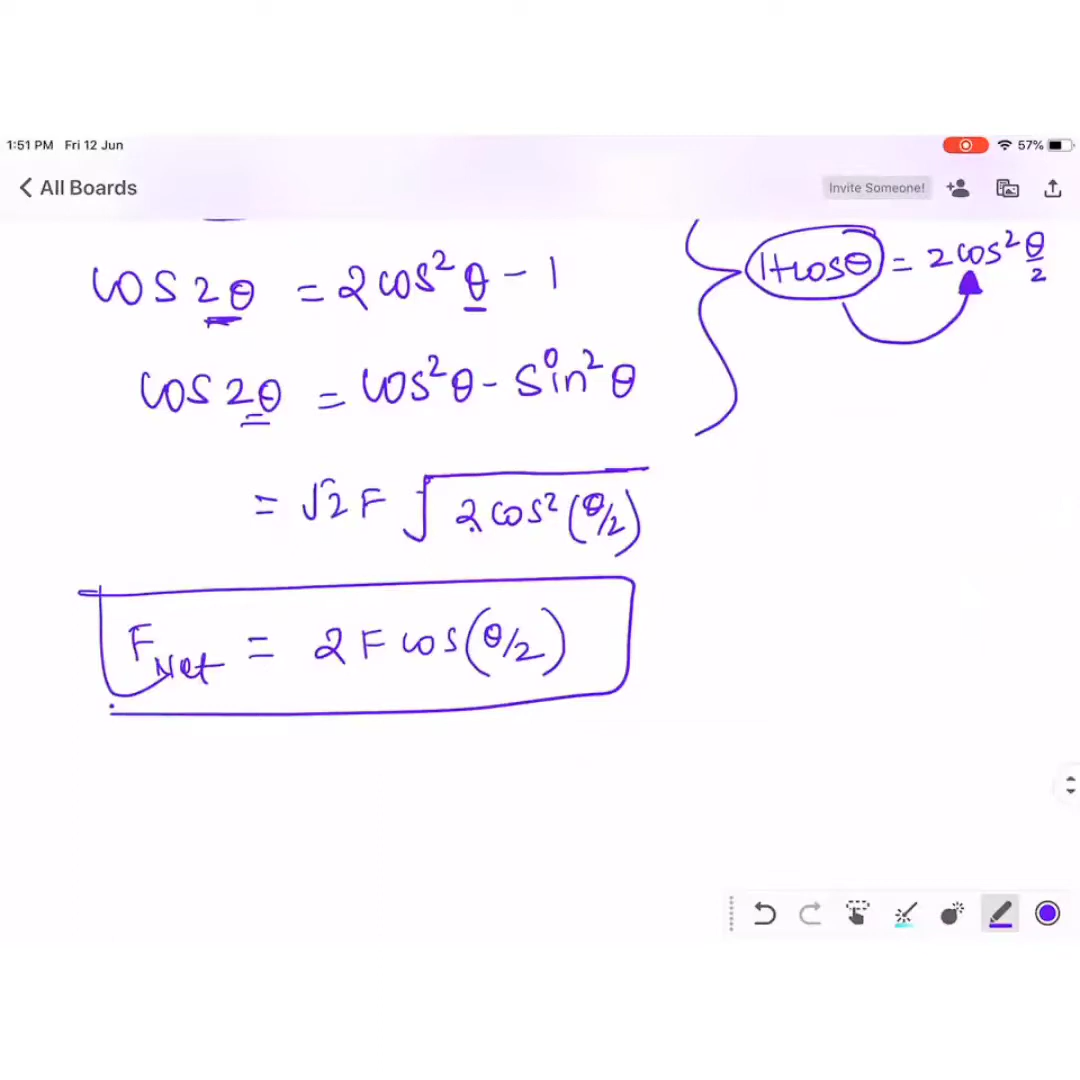 1:51 PM Fri 12 Jun 57%
All Boards Invite Someone!
cos 2θ = 2cos²θ - 1
1+cosθ = 2cos²θ/2
cos 2θ = cos²θ - sin²θ
= √2 F √2cos²(θ/2)
F_Net = 2F cos(θ/2)